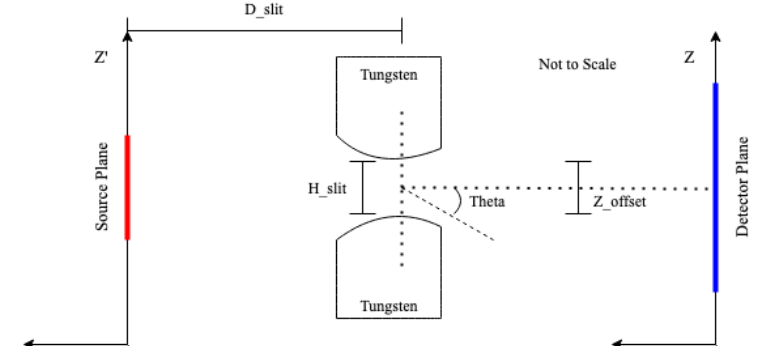 D_slit
Z'
Tungsten
Not to Scale
Z
Source Plane
H_slit
Theta
Z_offset
Detector Plane
Tungsten